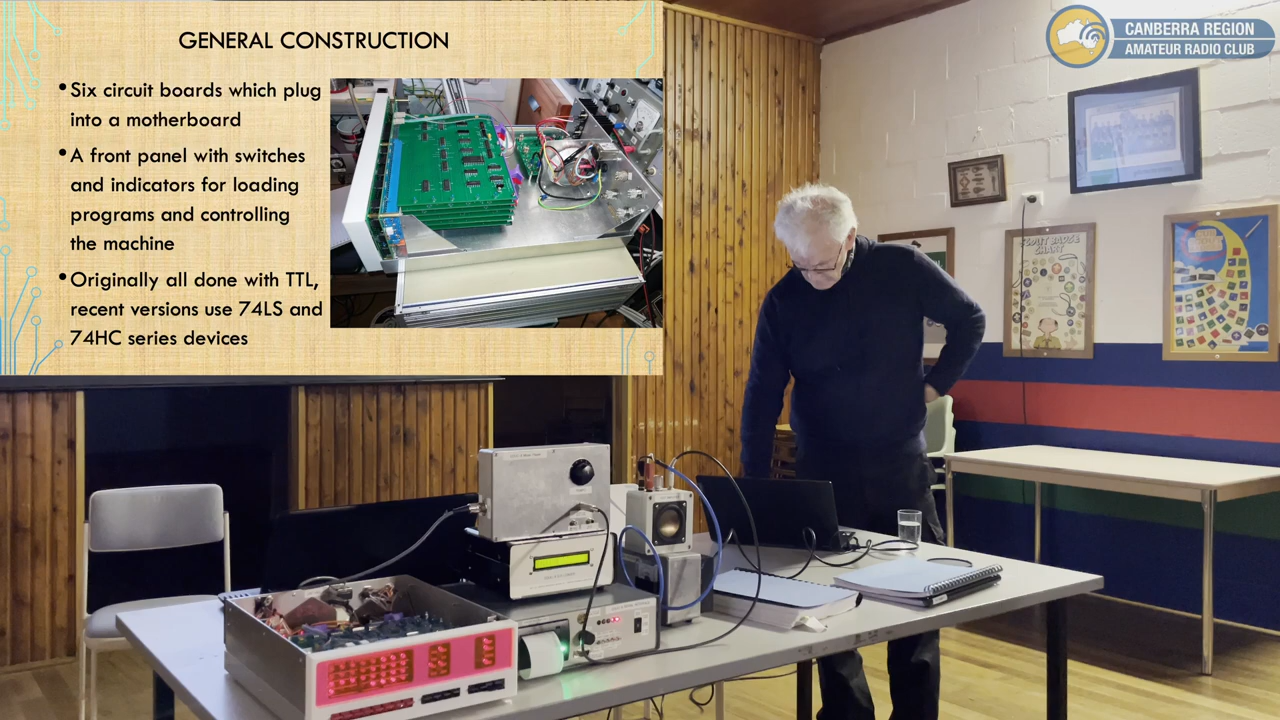 GENERAL CONSTRUCTION
• Six circuit boards which plug
into a motherboard
• A front panel with switches
and indicators for loading
programs and controlling
the machine
• Originally all done with TTL,
recent versions use 74LS and
74HC series devices
CANBERRA REGION
AMATEUR RADIO CLUB
SCOUT BADGE